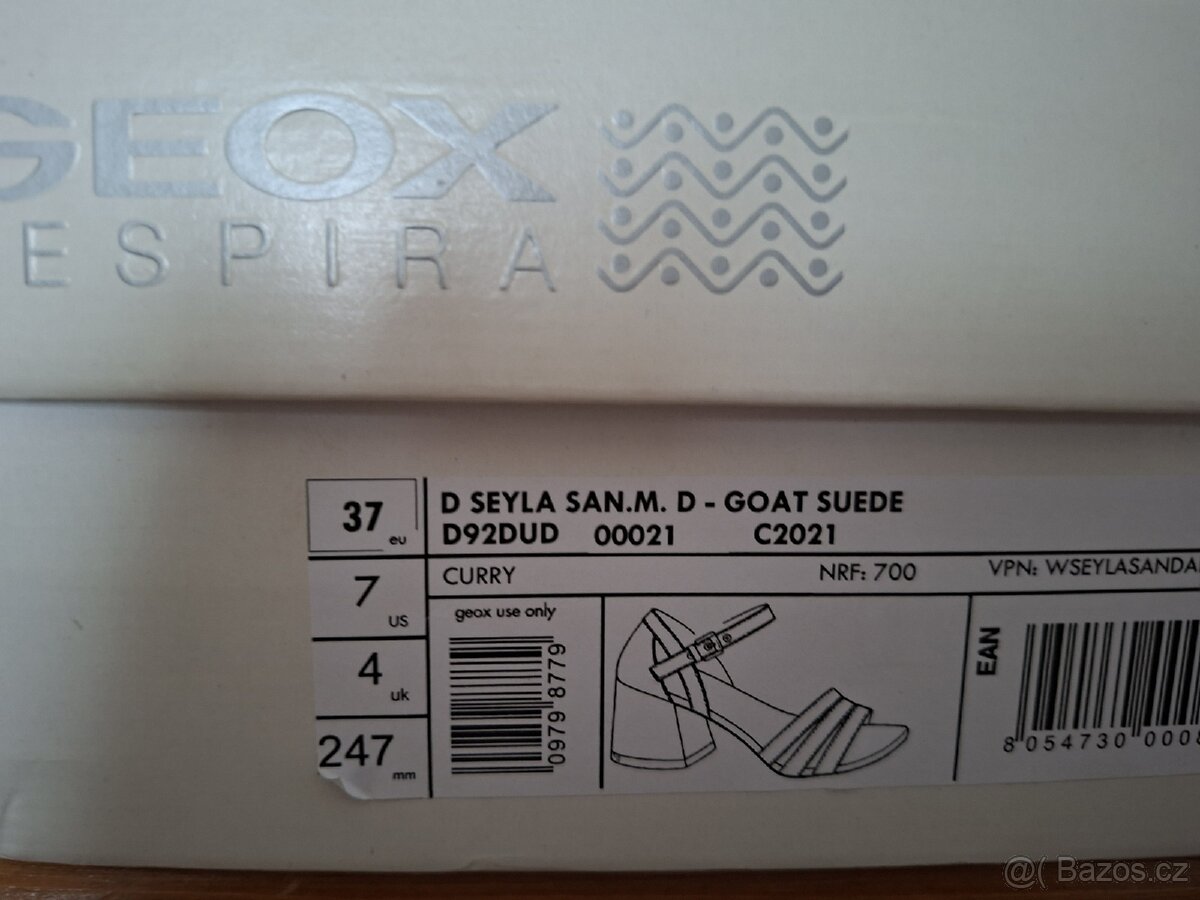 GEOX
ESPIRA
37 eu
D SEYLA SAN.M. D - GOAT SUEDE
D92DUD 00021 C2021
7 US
CURRY NRF: 700 VPN: WSEYLASANDA
4 uk
geox use only
0979 8779
EAN
8 054730 000
247 mm
@( Bazos.cz